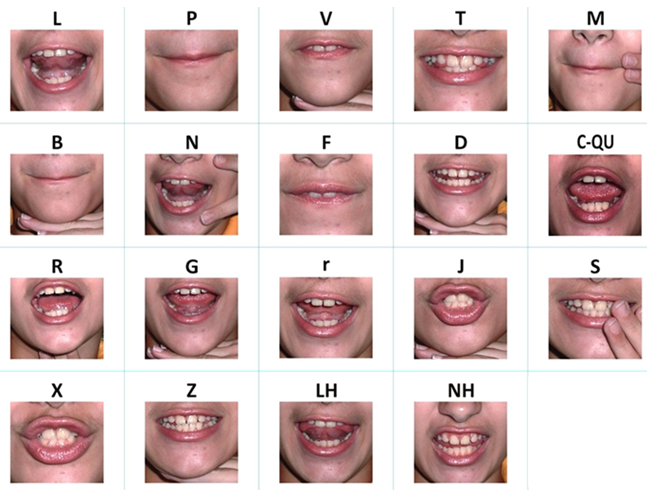 L P V T M
B N F D C-QU
R G r J S
X Z LH NH